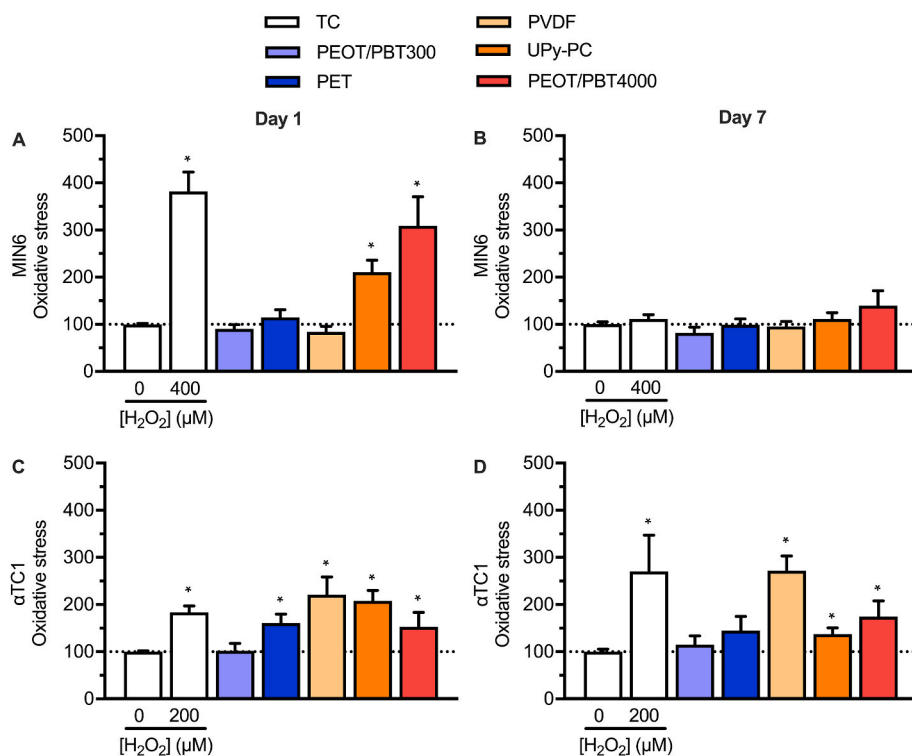 TC
PEOT/PBT300
PET
PVDF
UPy-PC
PEOT/PBT4000
Day 1
Day 7
A
MIN6
Oxidative stress
500
400
300
200
100
0
*
*
*
0 400
[H₂O₂] (µM)
B
MIN6
Oxidative stress
500
400
300
200
100
0
0 400
[H₂O₂] (µM)
C
αTC1
Oxidative stress
500
400
300
200
100
0
*
*
*
*
*
0 200
[H₂O₂] (µM)
D
αTC1
Oxidative stress
500
400
300
200
100
0
*
*
*
*
0 200
[H₂O₂] (µM)